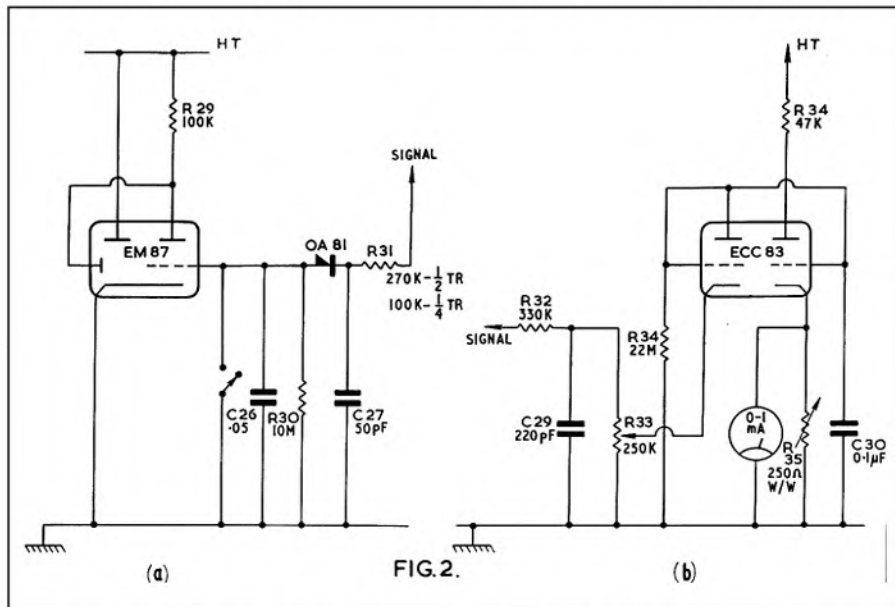 HT
R 29
100K
SIGNAL
EM 87
OA 81
R31
270K-½ TR
100K-¼ TR
C26
.05
R30
10M
C27
50pF
(a)
HT
R 34
47K
ECC 83
R32
330K
SIGNAL
R34
22M
C29
220pF
R33
250K
0-1
mA
R
35
250Ω
W/W
C30
0·1µF
(b)
FIG.2.